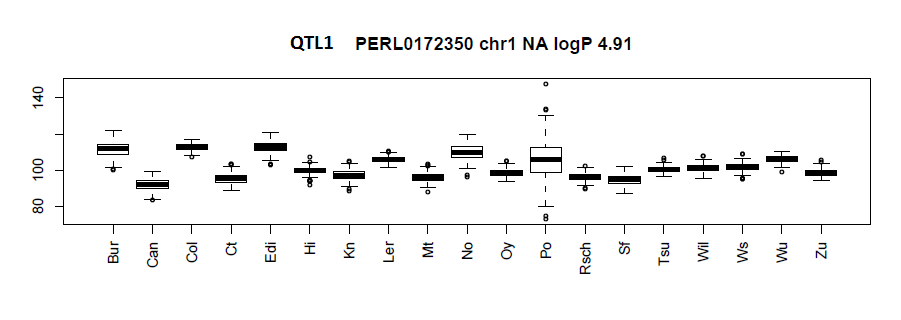 QTL1 PERL0172350 chr1 NA logP 4.91
140
100
80
Bur Can Col Ct Edi Hi Kn Ler Mt No Oy Po Rsch Sf Tsu Wil Ws Wu Zu